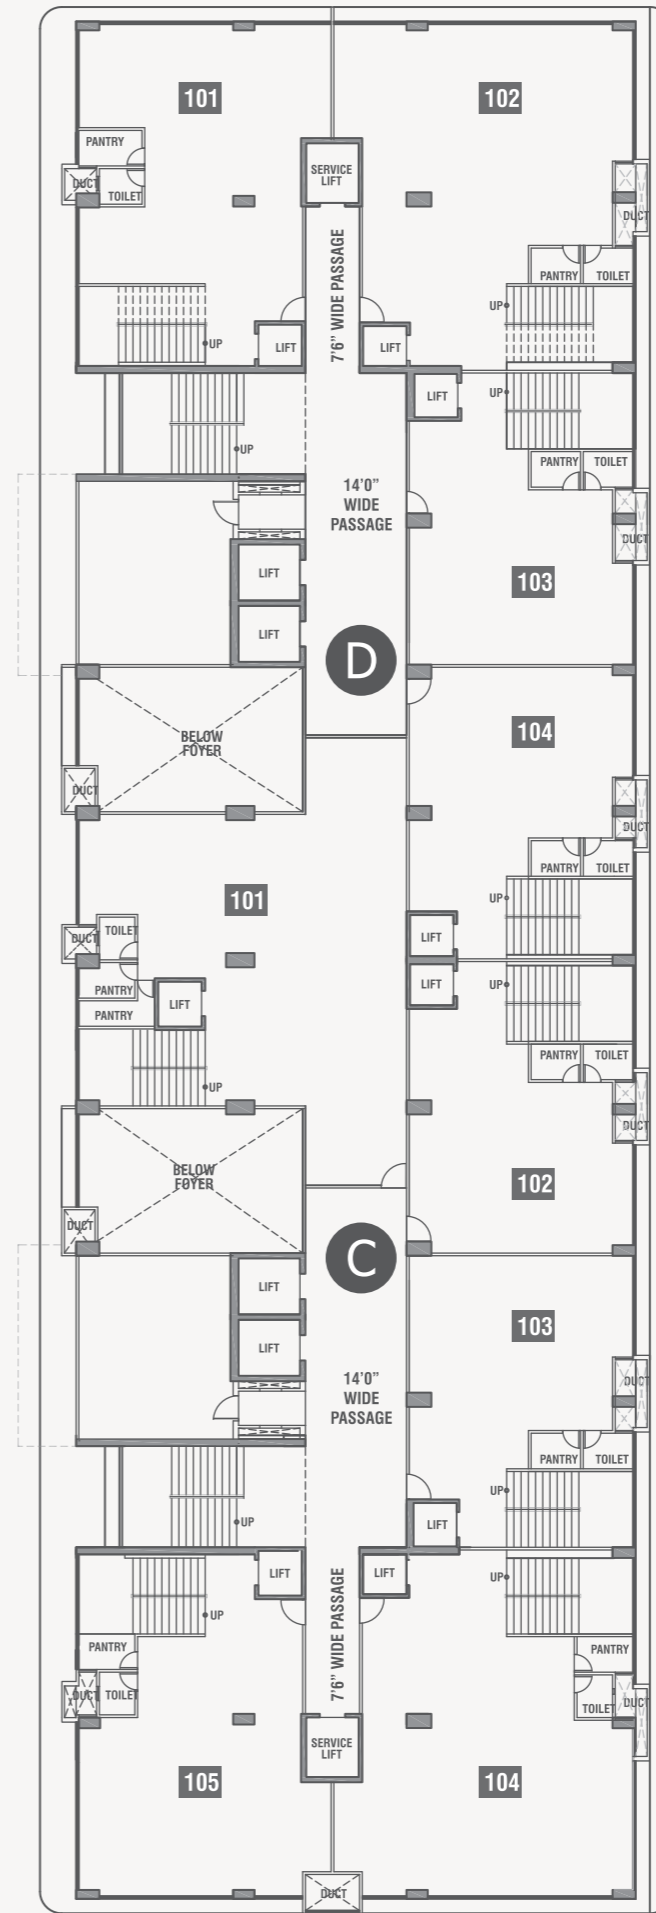 101
102
PANTRY
SERVICE
LIFT
DUCT
TOILET
DUCT
7'6" WIDE PASSAGE
PANTRY
TOILET
UP
UP
LIFT
LIFT
LIFT
UP
UP
PANTRY
TOILET
14'0"
WIDE
PASSAGE
DUCT
LIFT
103
LIFT
D
104
BELOW
FOYER
DUCT
DUCT
PANTRY
TOILET
101
UP
TOILET
DUCT
LIFT
PANTRY
PANTRY
LIFT
LIFT
UP
PANTRY
TOILET
UP
DUCT
BELOW
FOYER
102
DUCT
C
LIFT
103
LIFT
14'0"
WIDE
PASSAGE
DUCT
PANTRY
TOILET
UP
UP
LIFT
LIFT
LIFT
UP
UP
7'6" WIDE PASSAGE
PANTRY
PANTRY
DUCT
TOILET
TOILET
DUCT
SERVICE
LIFT
105
104
DUCT